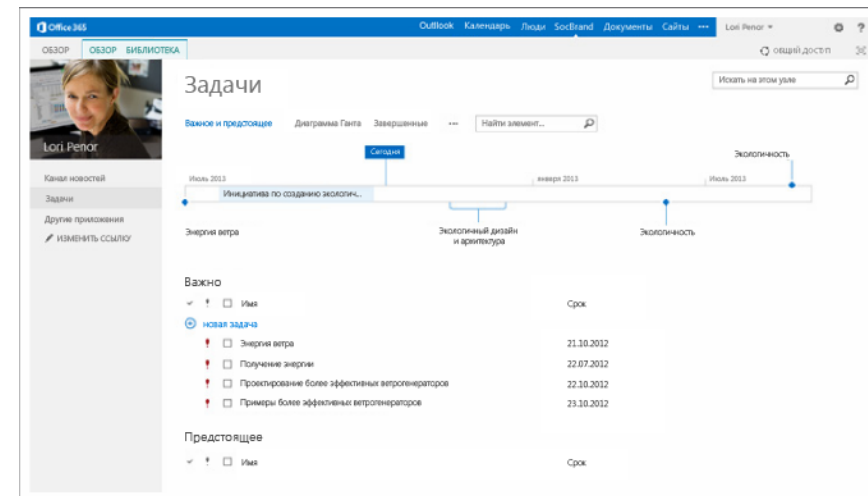 Office 365
Outlook Календарь Люди SocBrand Документы Сайты ••• Lori Penor ?
ОБЗОР ОБЗОР БИБЛИОТЕКА ОБЩИЙ ДОСТУП
Задачи
Искать на этом узле
Важное и предстоящее Диаграмма Ганта Завершенные ••• Найти элемент...
Lori Penor
Сегодня
Экологичность
Канал новостей
Июль 2013 января 2013 Июль 2013
Инициатива по созданию экологич...
Задачи
Другие приложения
Энергия ветра Экологичный дизайн и архитектура Экологичность
ИЗМЕНИТЬ ССЫЛКУ
Важно
Имя Срок
новая задача
Энергия ветра 21.10.2012
Получение энергии 22.07.2012
Проектирование более эффективных ветрогенераторов 22.10.2012
Примеры более эффективных ветрогенераторов 23.10.2012
Предстоящее
Имя Срок